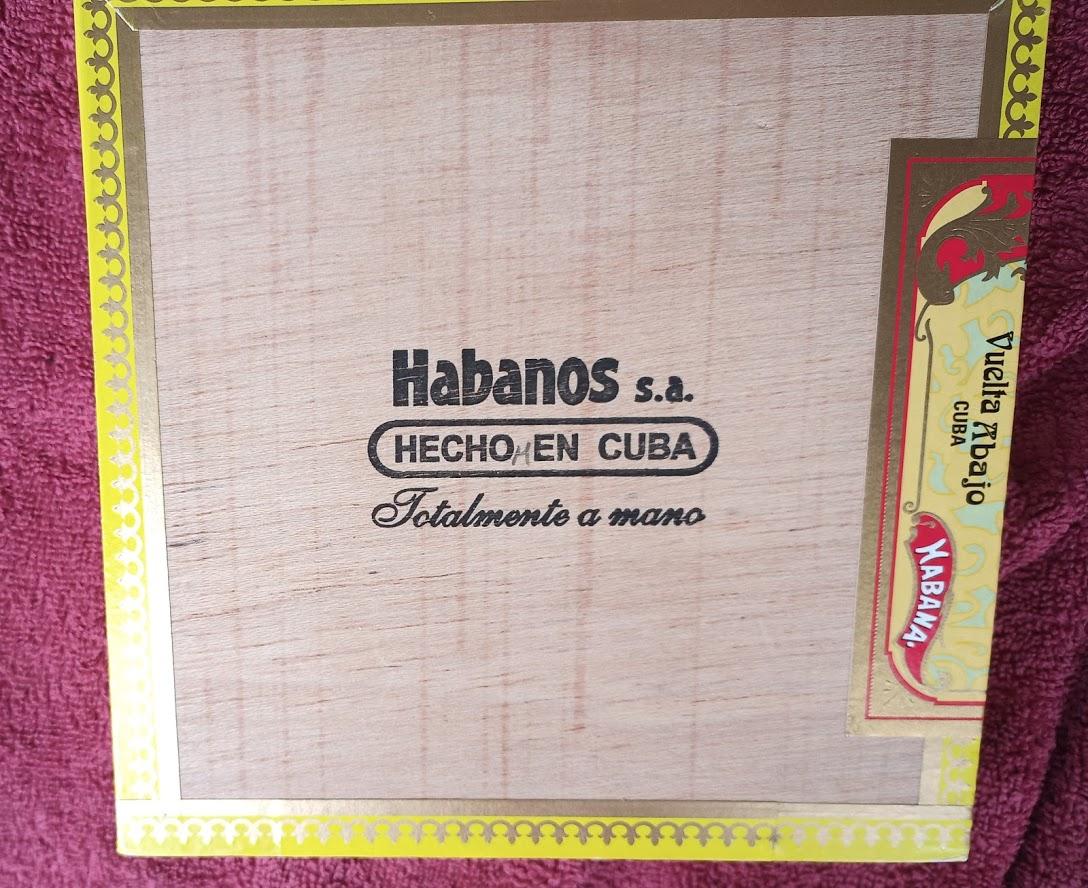 Habanos s.a.
HECHO EN CUBA
Totalmente a mano
Vuelta Abajo
CUBA
HABANA.